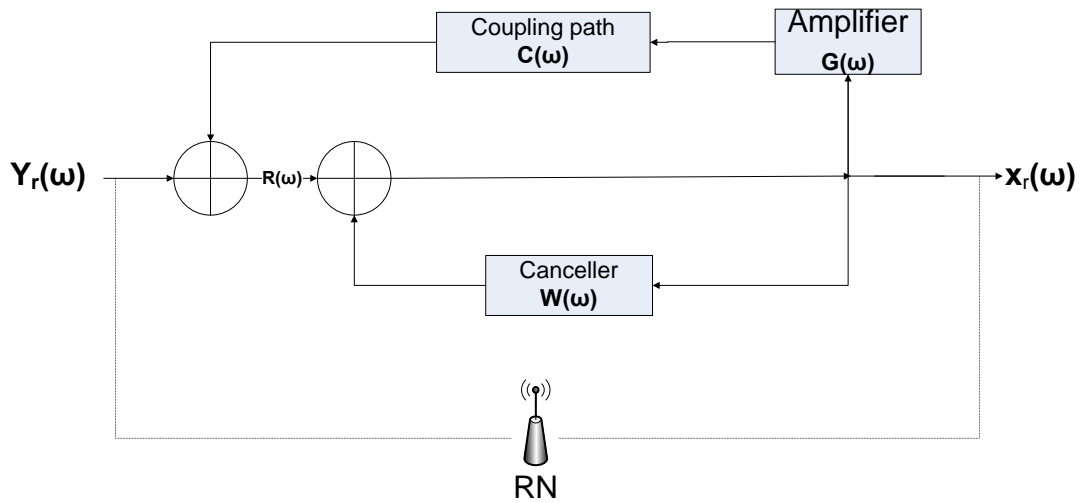 Coupling path
C(ω)
Amplifier
G(ω)
Yr(ω)
R(ω)
xr(ω)
Canceller
W(ω)
RN